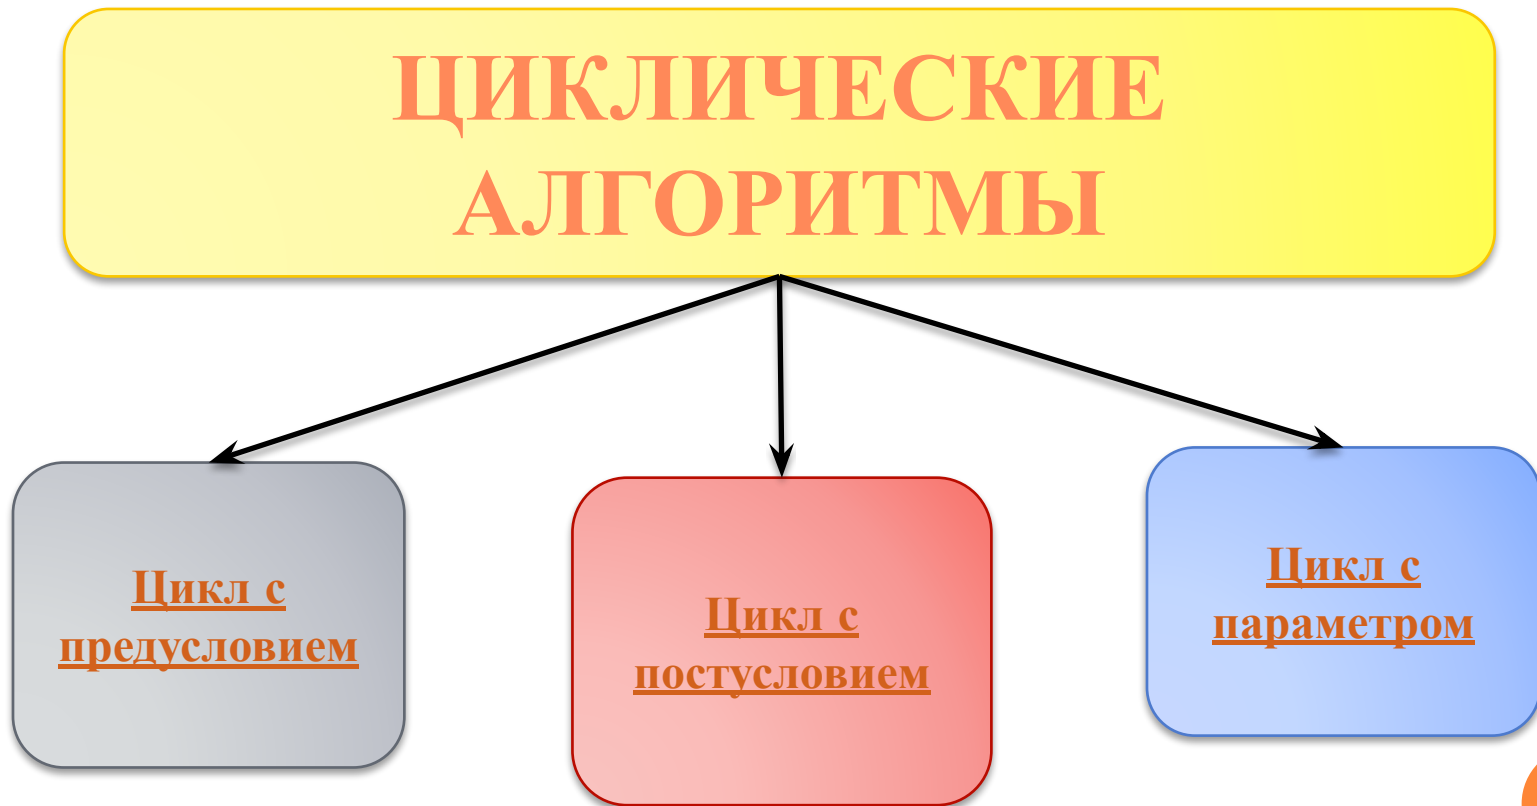 ЦИКЛИЧЕСКИЕ
АЛГОРИТМЫ
Цикл с
предусловием
Цикл с
постусловием
Цикл с
параметром